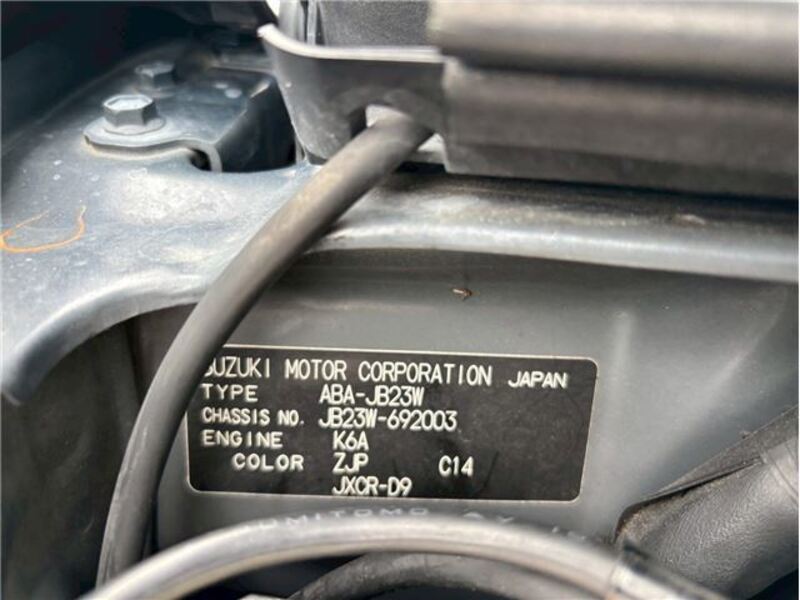 SUZUKI MOTOR CORPORATION JAPAN
TYPE ABA-JB23W
CHASSIS NO. JB23W-692003
ENGINE K6A
COLOR ZJP C14
JXCR-D9